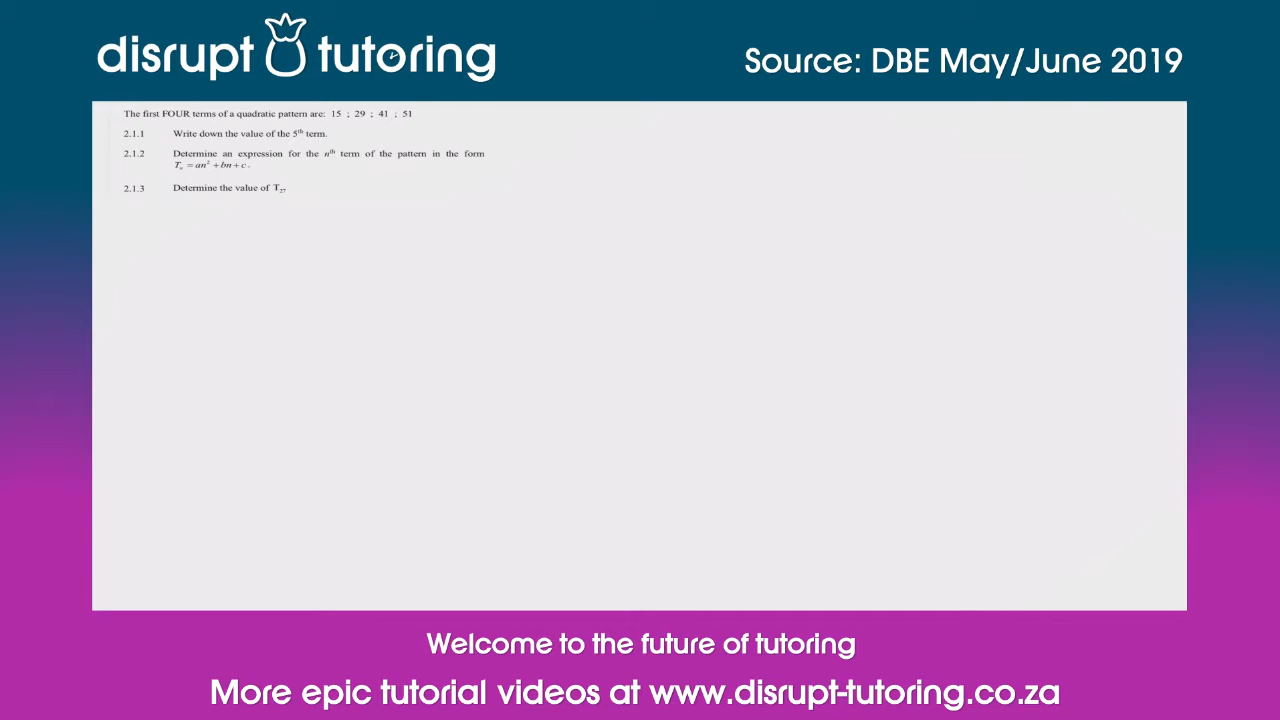 disrupt tutoring
Source: DBE May/June 2019
The first FOUR terms of a quadratic pattern are: 15 ; 29 ; 41 ; 51
2.1.1 Write down the value of the 5th term.
2.1.2 Determine an expression for the nth term of the pattern in the form
Tₙ = an² + bn + c.
2.1.3 Determine the value of T₂₇
Welcome to the future of tutoring
More epic tutorial videos at www.disrupt-tutoring.co.za